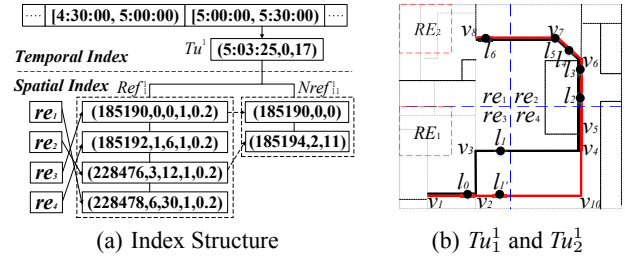 ···· [4:30:00, 5:00:00) [5:00:00, 5:30:00) ····
Temporal Index
Tu¹
(5:03:25,0,17)
Spatial Index
Ref¹₁ Nref¹₁₁
re₁ (185190,0,0,1,0.2) (185190,0,0)
re₂ (185192,1,6,1,0.2) (185194,2,11)
re₃ (228476,3,12,1,0.2)
re₄ (228478,6,30,1,0.2)
(a) Index Structure
RE₂
v₈ v₇
l₆ l₅ l₄ l₃ v₆
re₁ re₂ l₂
re₃ re₄
RE₁
v₅
v₃ l₁ v₄
l₀ l₁'
v₁ v₂ v₁₀
(b) Tu¹₁ and Tu¹₂